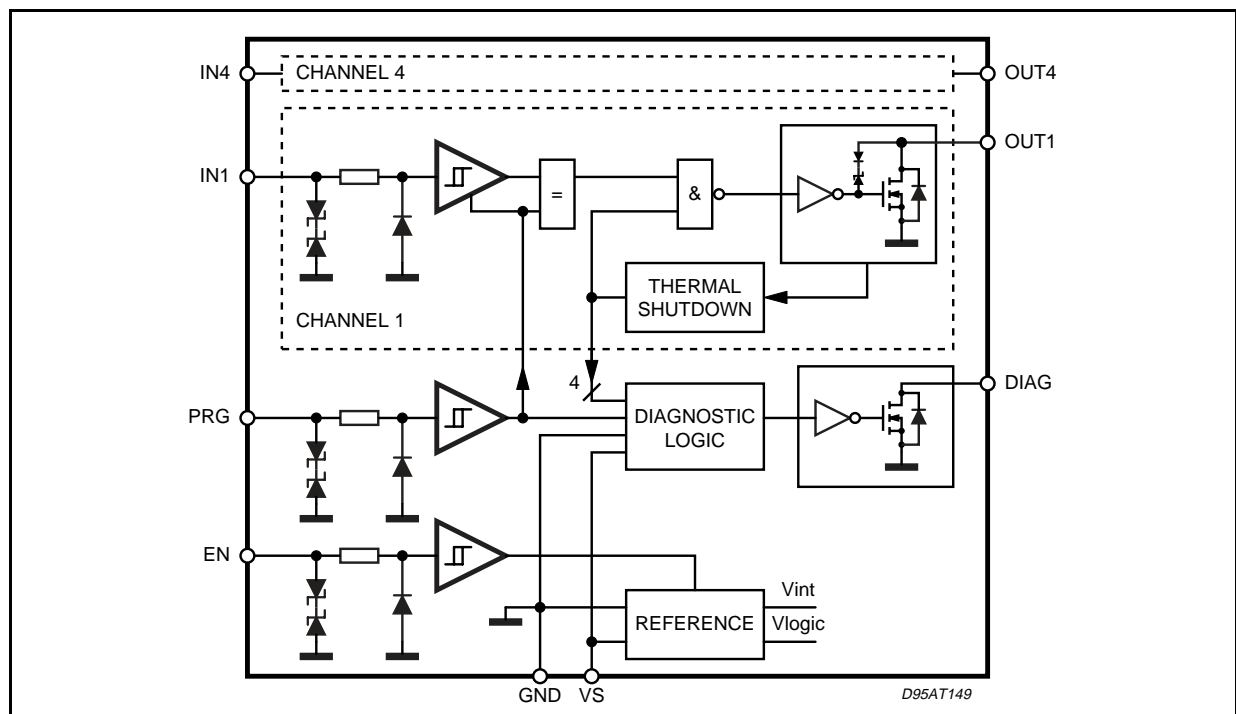 IN4
CHANNEL 4
OUT4
OUT1
IN1
=
&
THERMAL
SHUTDOWN
CHANNEL 1
4
DIAG
PRG
DIAGNOSTIC
LOGIC
EN
REFERENCE
Vint
Vlogic
GND
VS
D95AT149